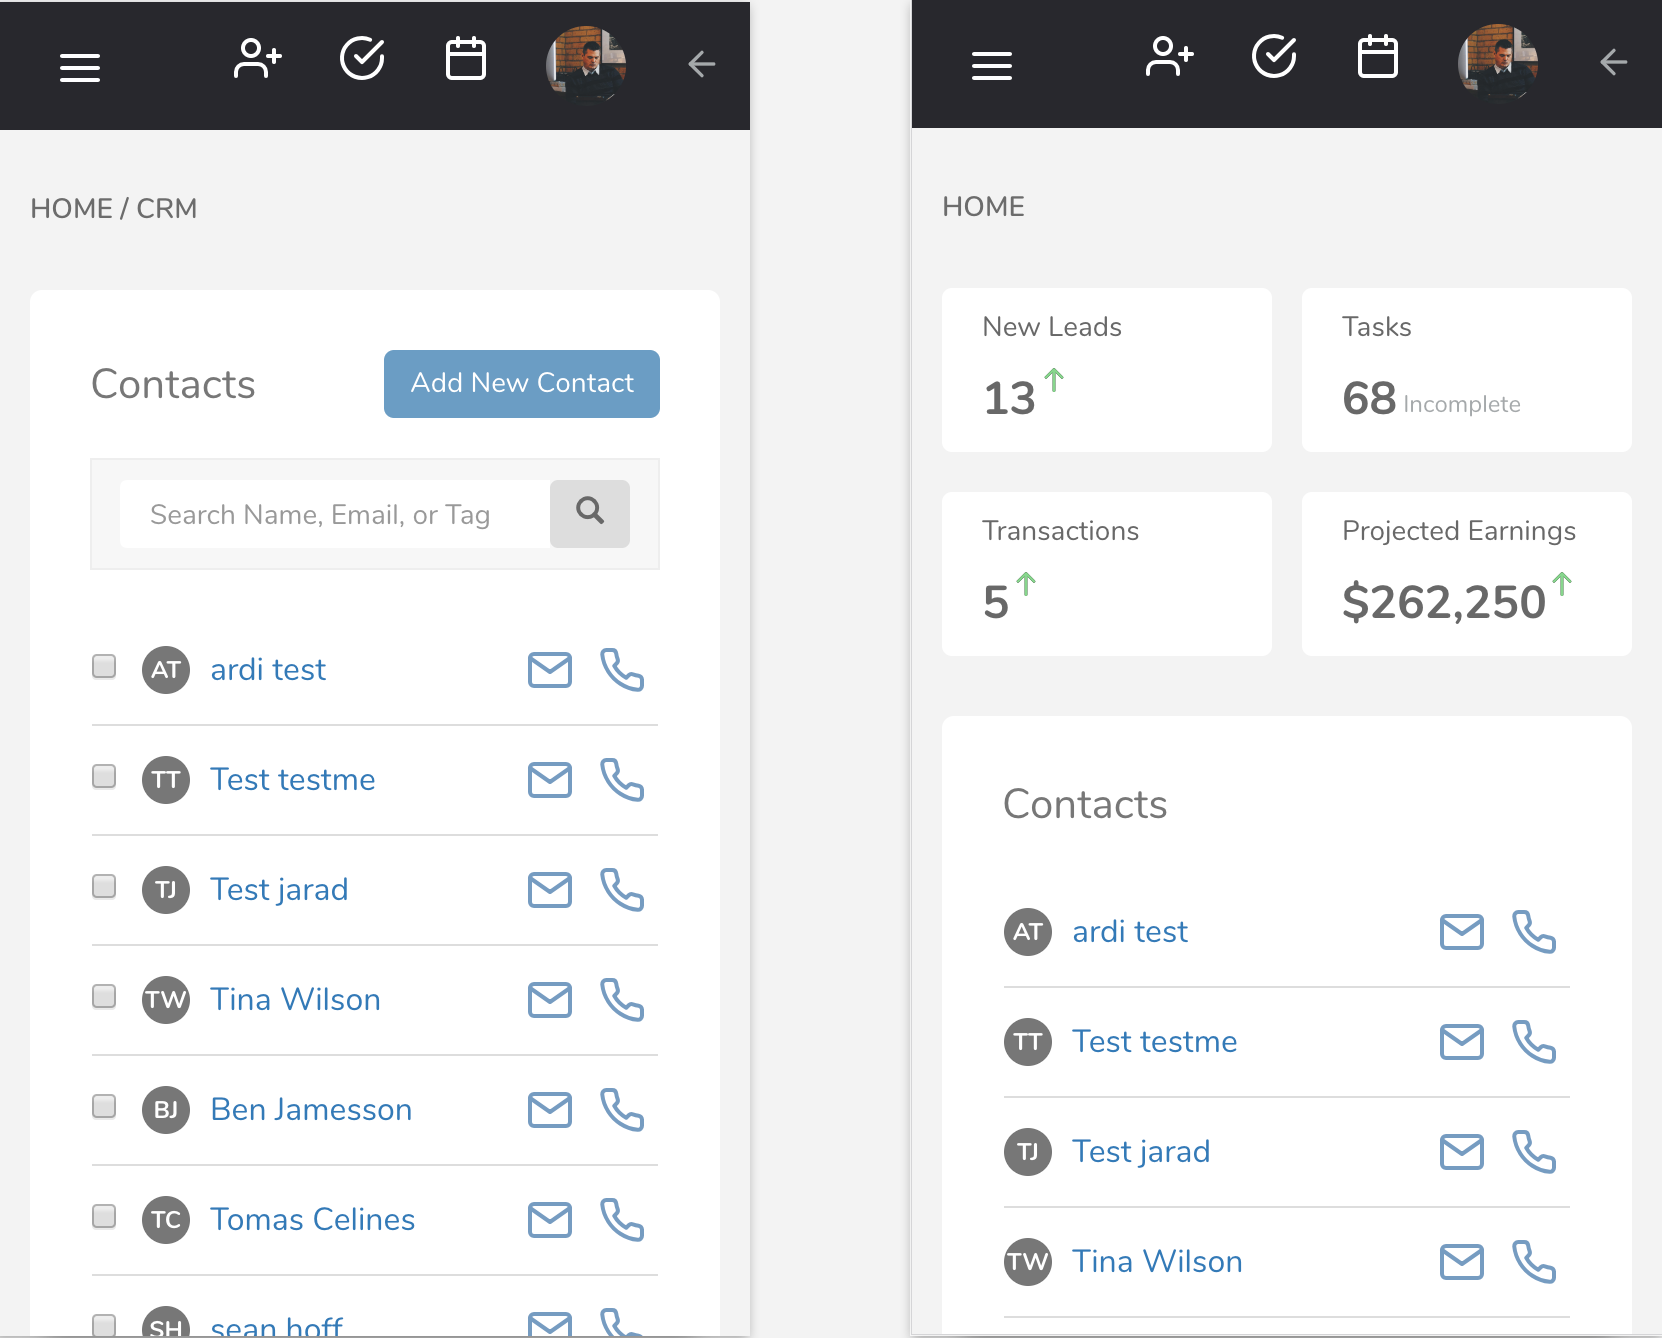 HOME / CRM
Contacts
Add New Contact
Search Name, Email, or Tag
AT ardi test
TT Test testme
TJ Test jarad
TW Tina Wilson
BJ Ben Jamesson
TC Tomas Celines
SH sean hoff
HOME
New Leads
13
Tasks
68 Incomplete
Transactions
5
Projected Earnings
$262,250
Contacts
AT ardi test
TT Test testme
TJ Test jarad
TW Tina Wilson